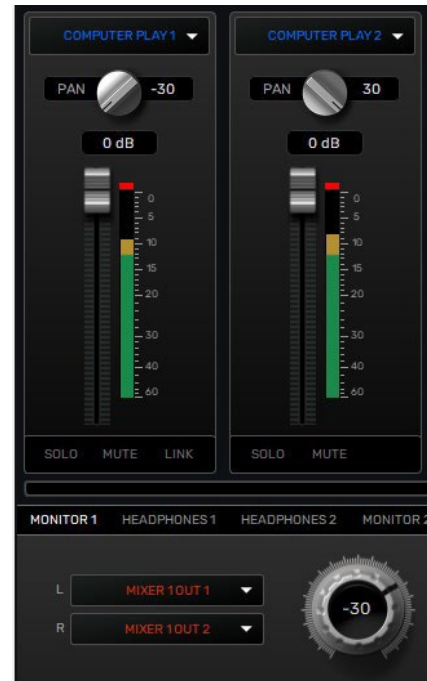 COMPUTER PLAY 1 COMPUTER PLAY 2
PAN -30 PAN 30
0 dB 0 dB
0 0
5 5
10 10
15 15
20 20
30 30
40 40
60 60
SOLO MUTE LINK SOLO MUTE
MONITOR 1 HEADPHONES 1 HEADPHONES 2 MONITOR 2
L MIXER 1 OUT 1
-30
R MIXER 1 OUT 2